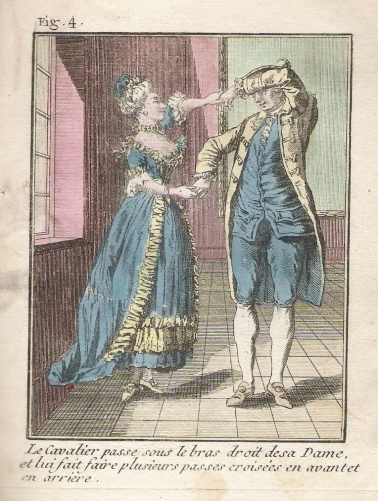 Fig. 4.
Le Cavalier passe sous le bras droit de sa Dame,
et lui fait faire plusieurs passes croisées en avant et
en arrière.